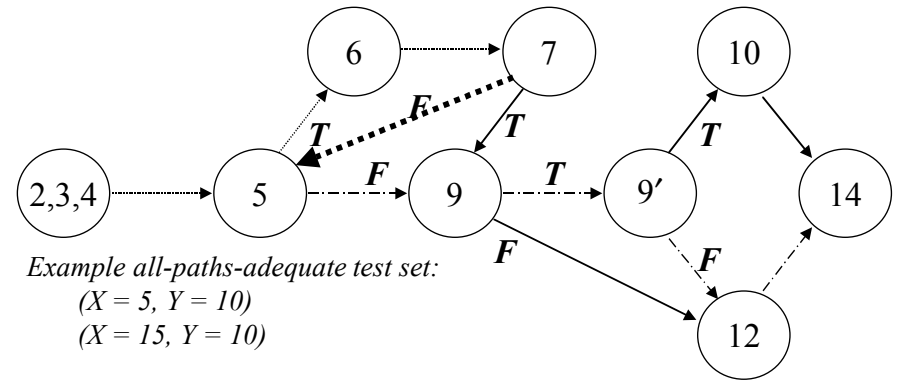 6
7
10
F
T
T
T
2,3,4
5
F
9
T
9′
14
F
F
Example all-paths-adequate test set:
(X = 5, Y = 10)
(X = 15, Y = 10)
12